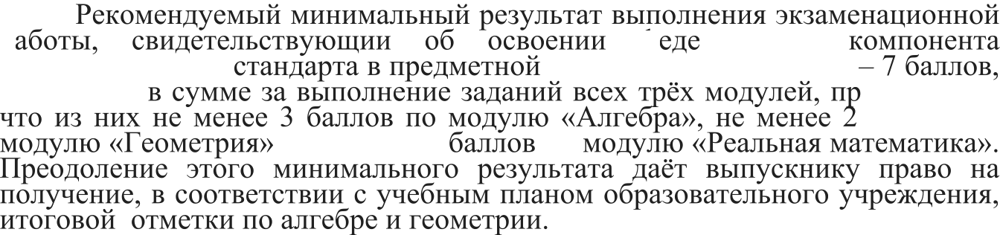 Рекомендуемый минимальный результат выполнения экзаменационной
аботы, свидетельствующии об освоении еде компонента
стандарта в предметной – 7 баллов,
в сумме за выполнение заданий всех трёх модулей, пр
что из них не менее 3 баллов по модулю «Алгебра», не менее 2
модулю «Геометрия» баллов модулю «Реальная математика».
Преодоление этого минимального результата даёт выпускнику право на
получение, в соответствии с учебным планом образовательного учреждения,
итоговой отметки по алгебре и геометрии.